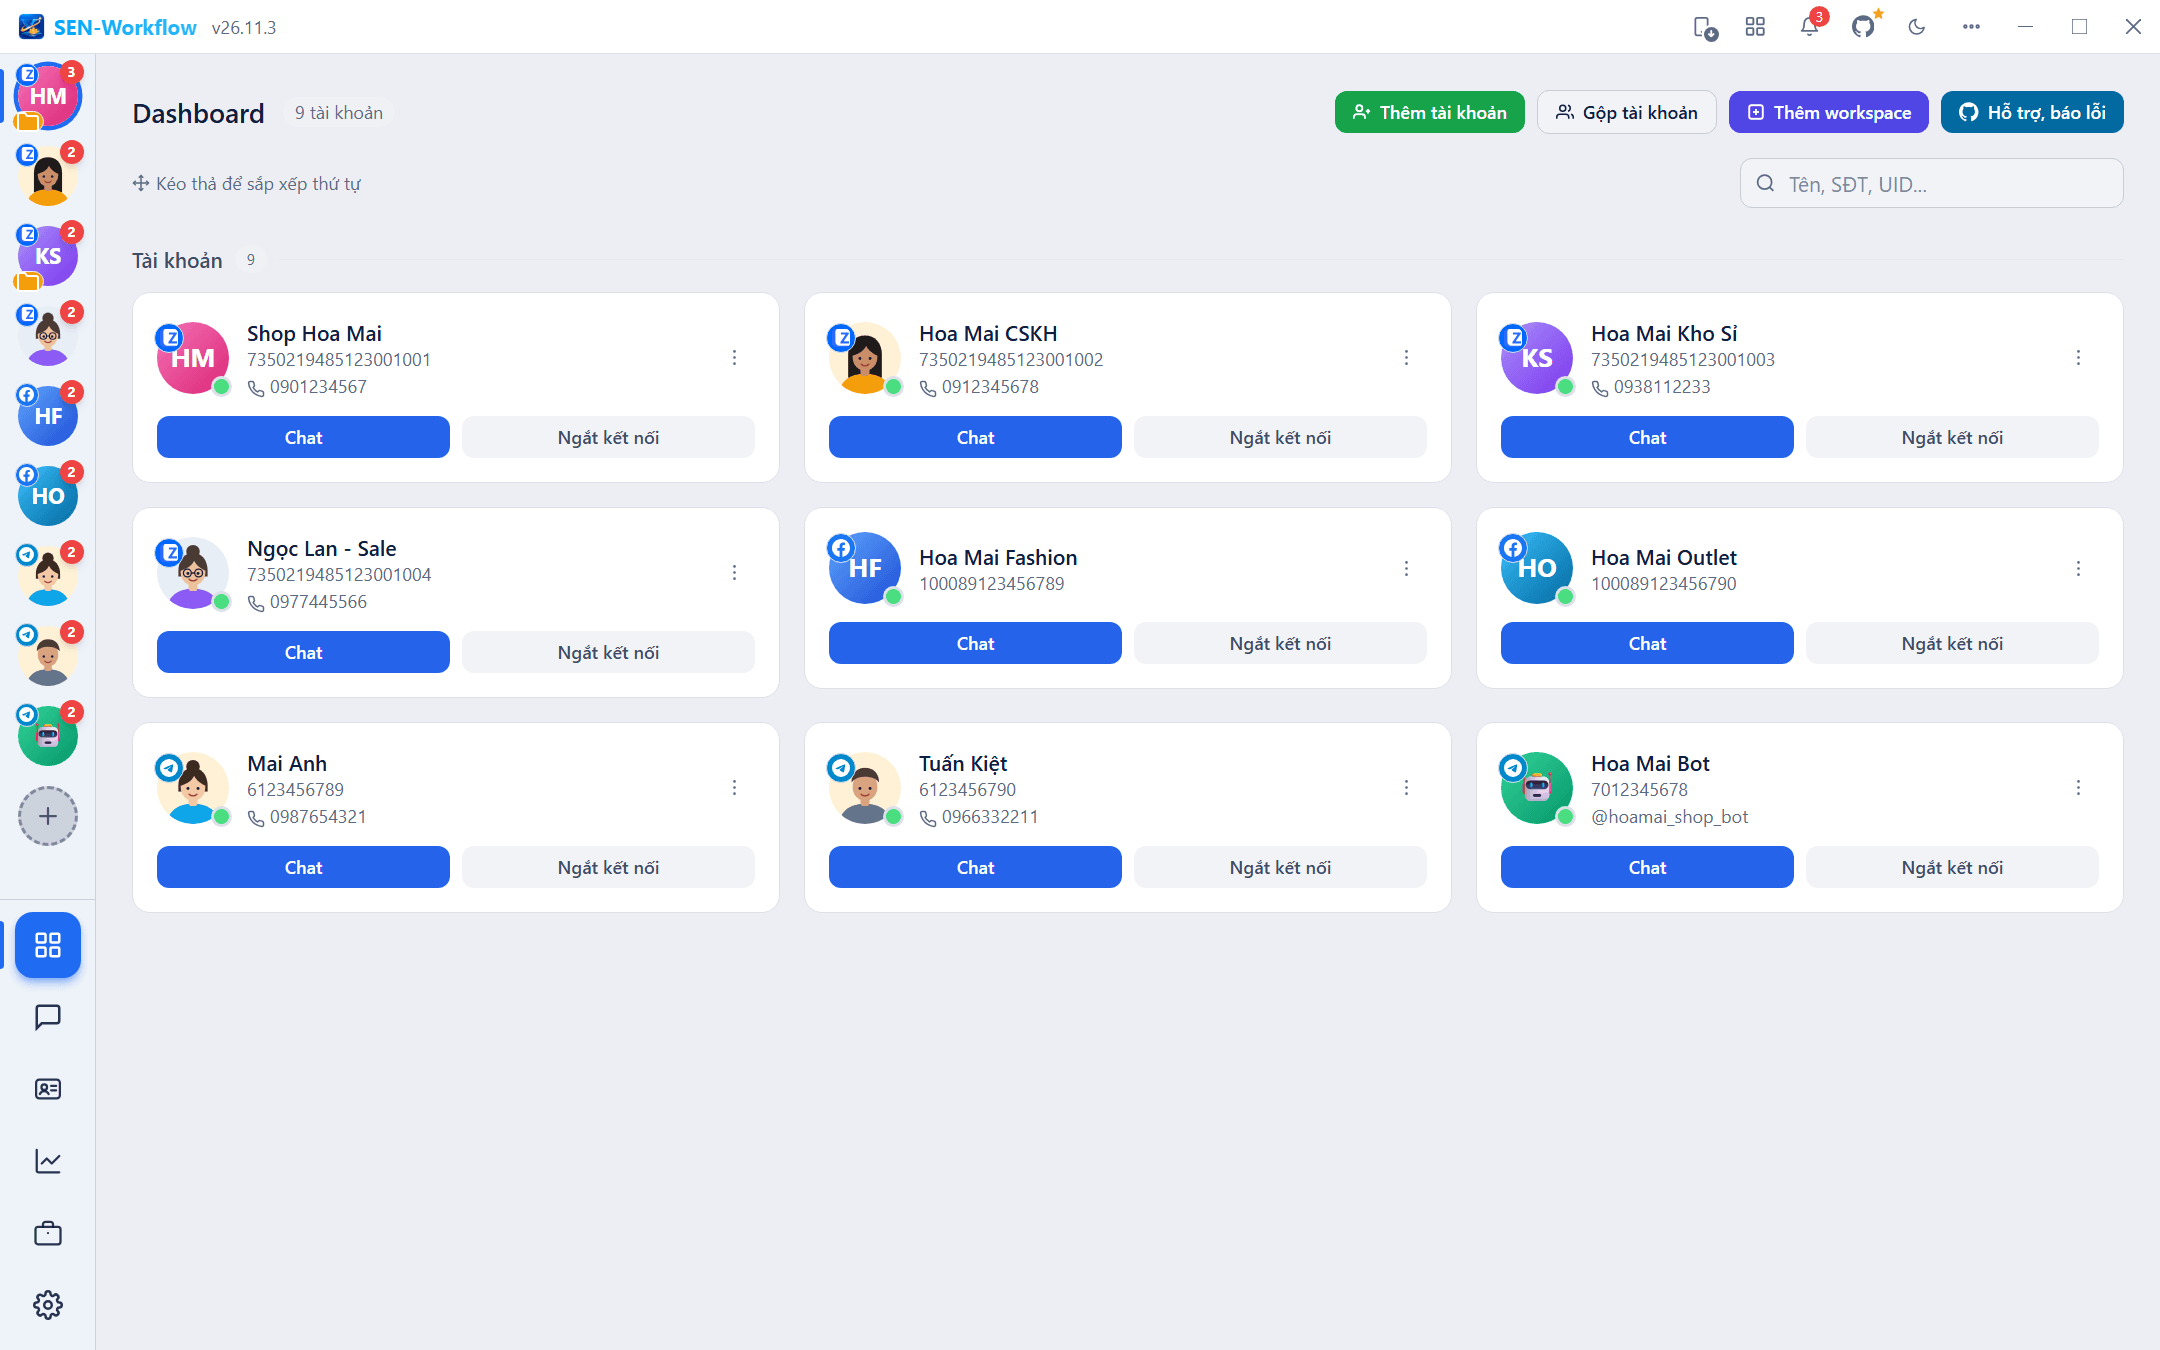 SEN-Workflow v26.11.3
3
HM 3
2
KS 2
2
HF 2
HO 2
2
2
2
Dashboard 9 tài khoản
Thêm tài khoản Gộp tài khoản Thêm workspace Hỗ trợ, báo lỗi
Kéo thả để sắp xếp thứ tự
Tên, SĐT, UID...
Tài khoản 9
HM
Shop Hoa Mai
7350219485123001001
0901234567
Chat Ngắt kết nối
Hoa Mai CSKH
7350219485123001002
0912345678
Chat Ngắt kết nối
KS
Hoa Mai Kho Sỉ
7350219485123001003
0938112233
Chat Ngắt kết nối
Ngọc Lan - Sale
7350219485123001004
0977445566
Chat Ngắt kết nối
HF
Hoa Mai Fashion
100089123456789
Chat Ngắt kết nối
HO
Hoa Mai Outlet
100089123456790
Chat Ngắt kết nối
Mai Anh
6123456789
0987654321
Chat Ngắt kết nối
Tuấn Kiệt
6123456790
0966332211
Chat Ngắt kết nối
Hoa Mai Bot
7012345678
@hoamai_shop_bot
Chat Ngắt kết nối